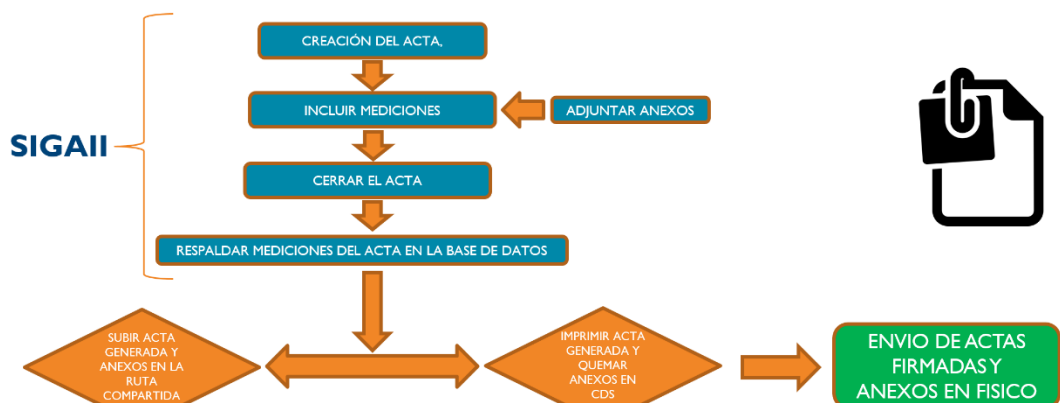 CREACIÓN DEL ACTA,
INCLUIR MEDICIONES
ADJUNTAR ANEXOS
SIGAII
CERRAR EL ACTA
RESPALDAR MEDICIONES DEL ACTA EN LA BASE DE DATOS
SUBIR ACTA
GENERADA Y
ANEXOS EN LA
RUTA
COMPARTIDA
IMPRIMIR ACTA
GENERADA Y
QUEMAR
ANEXOS EN
CDS
ENVIO DE ACTAS
FIRMADAS Y
ANEXOS EN FISICO